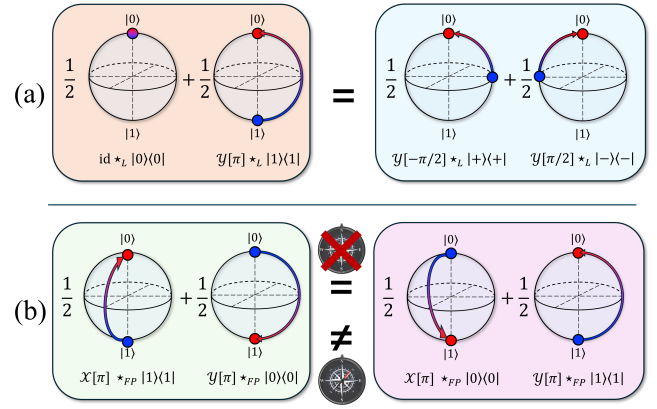 |0⟩ |0⟩ |0⟩ |0⟩
(a) 1/2 + 1/2 = 1/2 + 1/2
|1⟩ |1⟩ |1⟩ |1⟩
id ⋆_L |0⟩⟨0| 𝒴[π] ⋆_L |1⟩⟨1| 𝒴[−π/2] ⋆_L |+⟩⟨+| 𝒴[π/2] ⋆_L |−⟩⟨−|
|0⟩ |0⟩ |0⟩ |0⟩
(b) 1/2 + 1/2 = ≠ 1/2 + 1/2
|1⟩ |1⟩ |1⟩ |1⟩
𝒳[π] ⋆_FP |1⟩⟨1| 𝒴[π] ⋆_FP |0⟩⟨0| 𝒳[π] ⋆_FP |0⟩⟨0| 𝒴[π] ⋆_FP |1⟩⟨1|